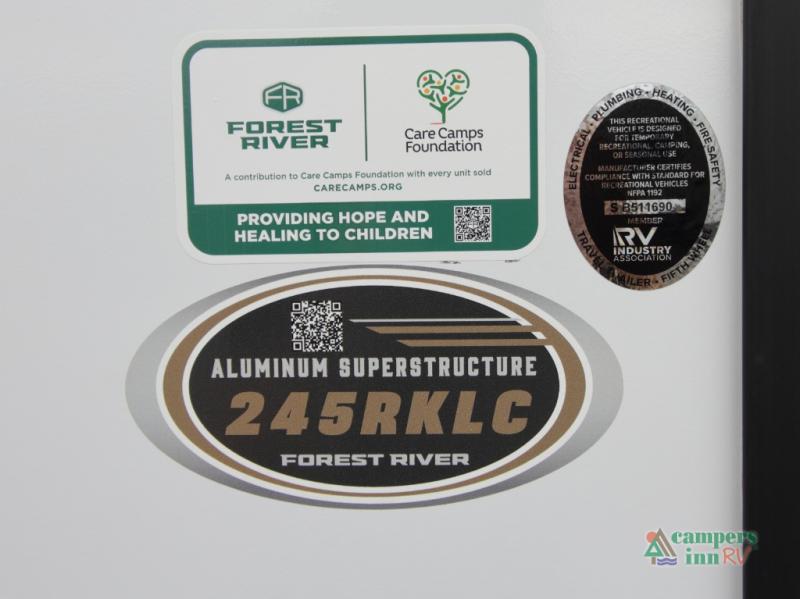 FR
FOREST
RIVER
Care Camps
Foundation
A contribution to Care Camps Foundation with every unit sold
CARECAMPS.ORG
PROVIDING HOPE AND
HEALING TO CHILDREN
ELECTRICAL - PLUMBING - HEATING - FIRE SAFETY
THIS RECREATIONAL
VEHICLE IS DESIGNED
FOR TEMPORARY
RECREATIONAL, CAMPING,
OR SEASONAL USE
MANUFACTURER CERTIFIES
COMPLIANCE WITH STANDARD FOR
RECREATIONAL VEHICLES
NFPA 1192
S B511690
MEMBER
RV
INDUSTRY
ASSOCIATION
TRAVEL TRAILER - FIFTH WHEEL
ALUMINUM SUPERSTRUCTURE
245RKLC
FOREST RIVER
campers
inn RV